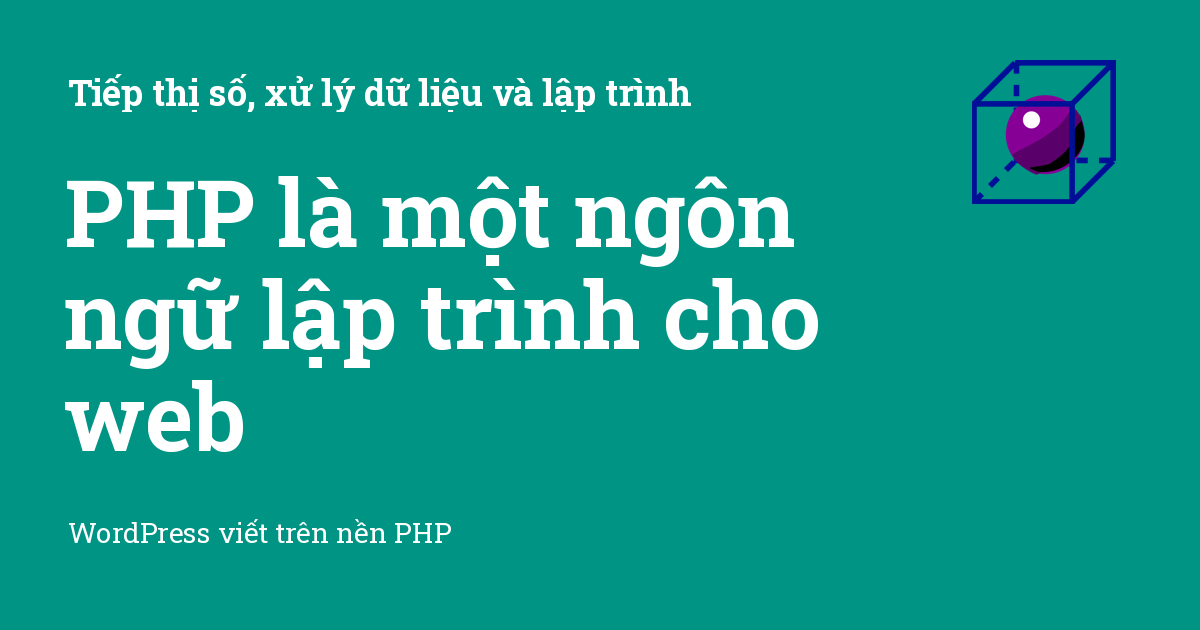 Tiếp thị số, xử lý dữ liệu và lập trình
PHP là một ngôn
ngữ lập trình cho
web
WordPress viết trên nền PHP